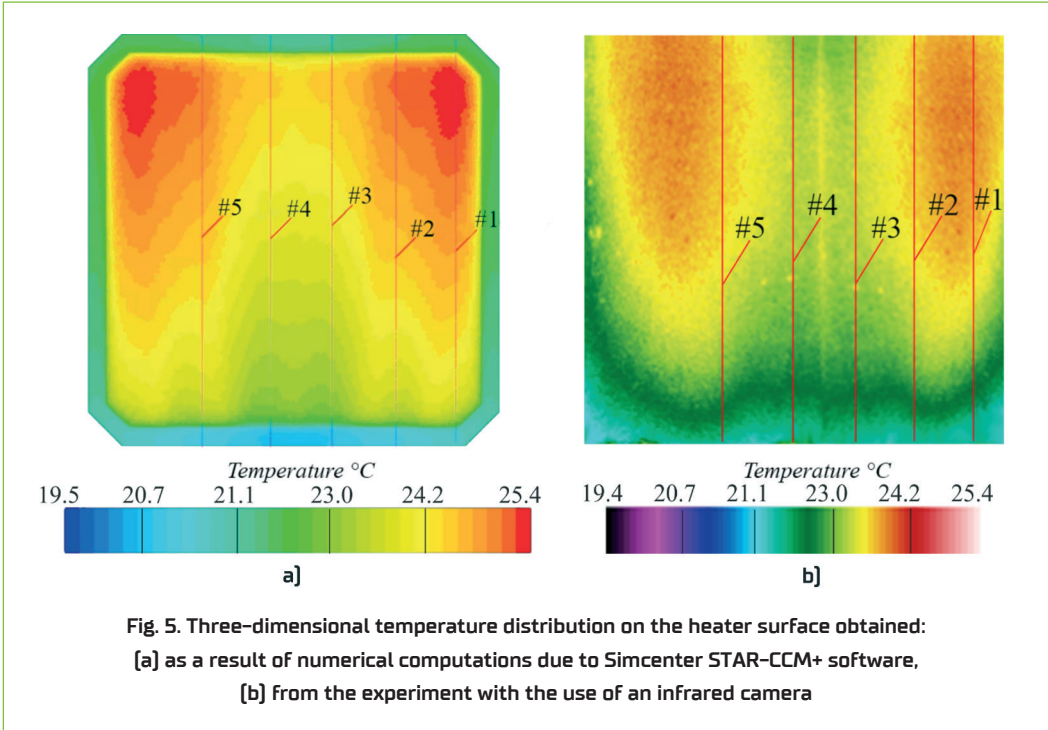 #5
#4
#3
#2
#1
Temperature °C
19.5 20.7 21.1 23.0 24.2 25.4
a)
#5
#4
#3
#2
#1
Temperature °C
19.4 20.7 21.1 23.0 24.2 25.4
b)
Fig. 5. Three-dimensional temperature distribution on the heater surface obtained:
(a) as a result of numerical computations due to Simcenter STAR-CCM+ software,
(b) from the experiment with the use of an infrared camera